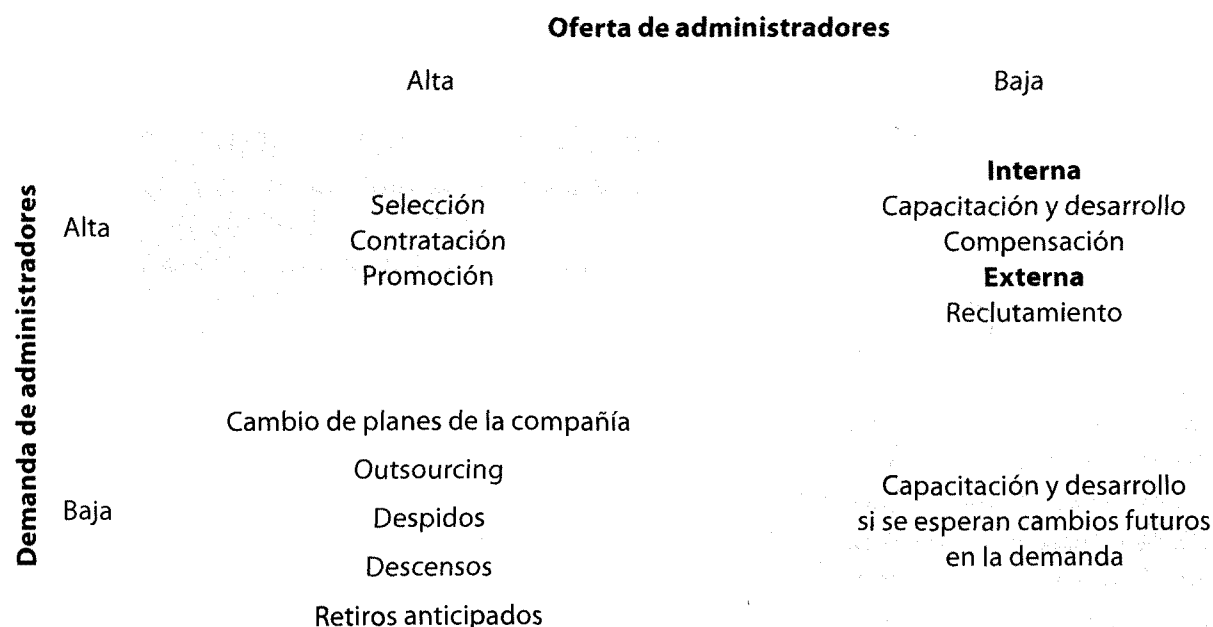 Oferta de administradores
Alta
Baja
Demanda de administradores
Alta
Selección
Contratación
Promoción
Interna
Capacitación y desarrollo
Compensación
Externa
Reclutamiento
Baja
Cambio de planes de la compañía
Outsourcing
Despidos
Descensos
Retiros anticipados
Capacitación y desarrollo
si se esperan cambios futuros
en la demanda